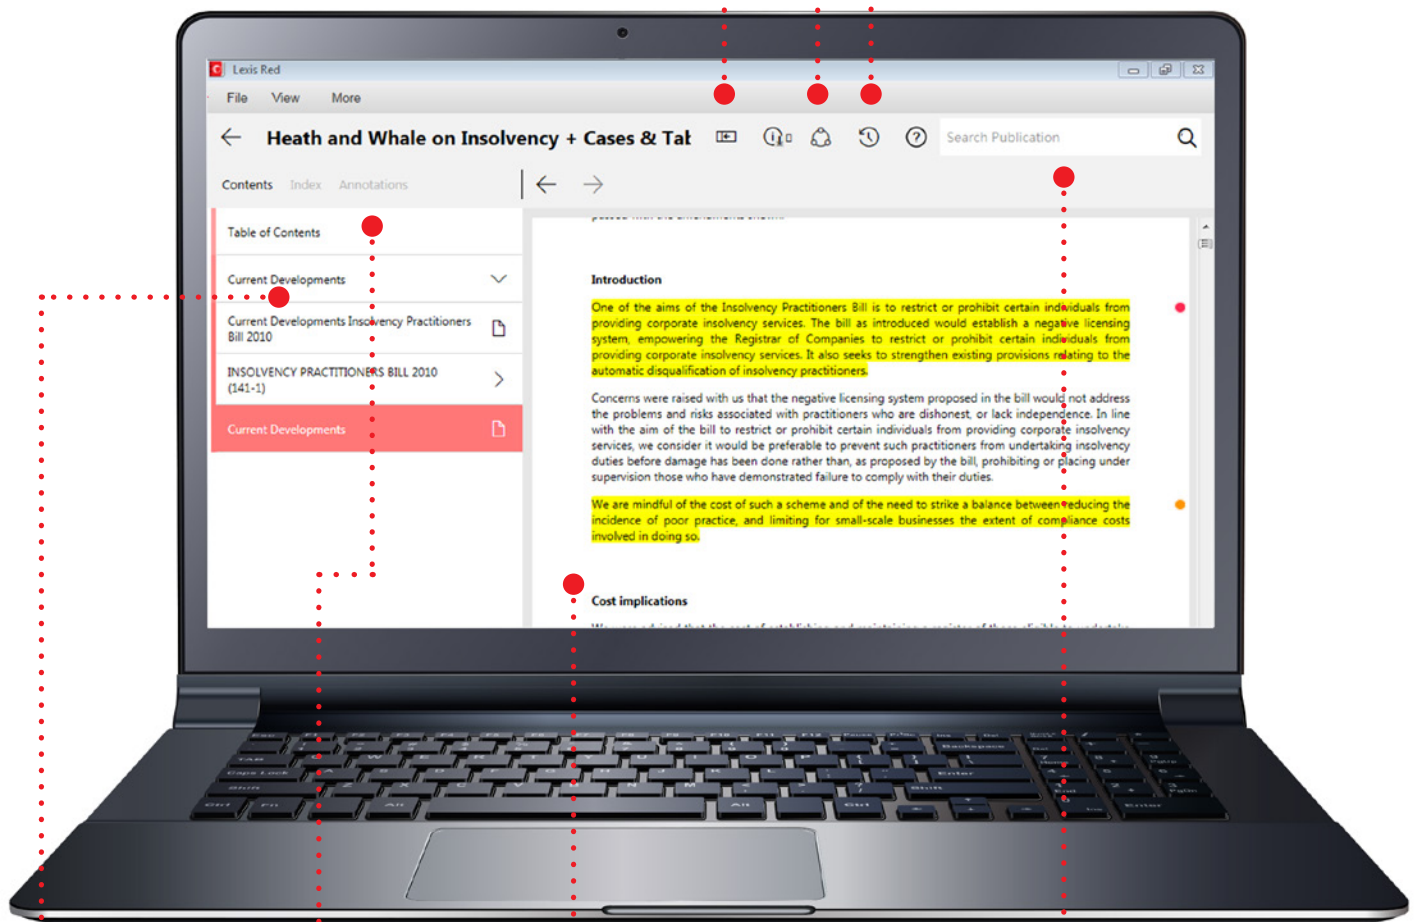 Lexis Red
File View More
Heath and Whale on Insolvency + Cases & Tal
Search Publication
Contents Index Annotations
Table of Contents
Current Developments
Current Developments Insolvency Practitioners
Bill 2010
INSOLVENCY PRACTITIONERS BILL 2010
(141-1)
Current Developments
Introduction
One of the aims of the Insolvency Practitioners Bill is to restrict or prohibit certain individuals from
providing corporate insolvency services. The bill as introduced would establish a negative licensing
system, empowering the Registrar of Companies to restrict or prohibit certain individuals from
providing corporate insolvency services. It also seeks to strengthen existing provisions relating to the
automatic disqualification of insolvency practitioners.
Concerns were raised with us that the negative licensing system proposed in the bill would not address
the problems and risks associated with practitioners who are dishonest, or lack independence. In line
with the aim of the bill to restrict or prohibit certain individuals from providing corporate insolvency
services, we consider it would be preferable to prevent such practitioners from undertaking insolvency
duties before damage has been done rather than, as proposed by the bill, prohibiting or placing under
supervision those who have demonstrated failure to comply with their duties.
We are mindful of the cost of such a scheme and of the need to strike a balance between reducing the
incidence of poor practice, and limiting for small-scale businesses the extent of compliance costs
involved in doing so.
Cost implications
Backspace
Enter
Caps Lock
Shift
Shift
Ctrl Fn Alt Alt Ctrl Enter